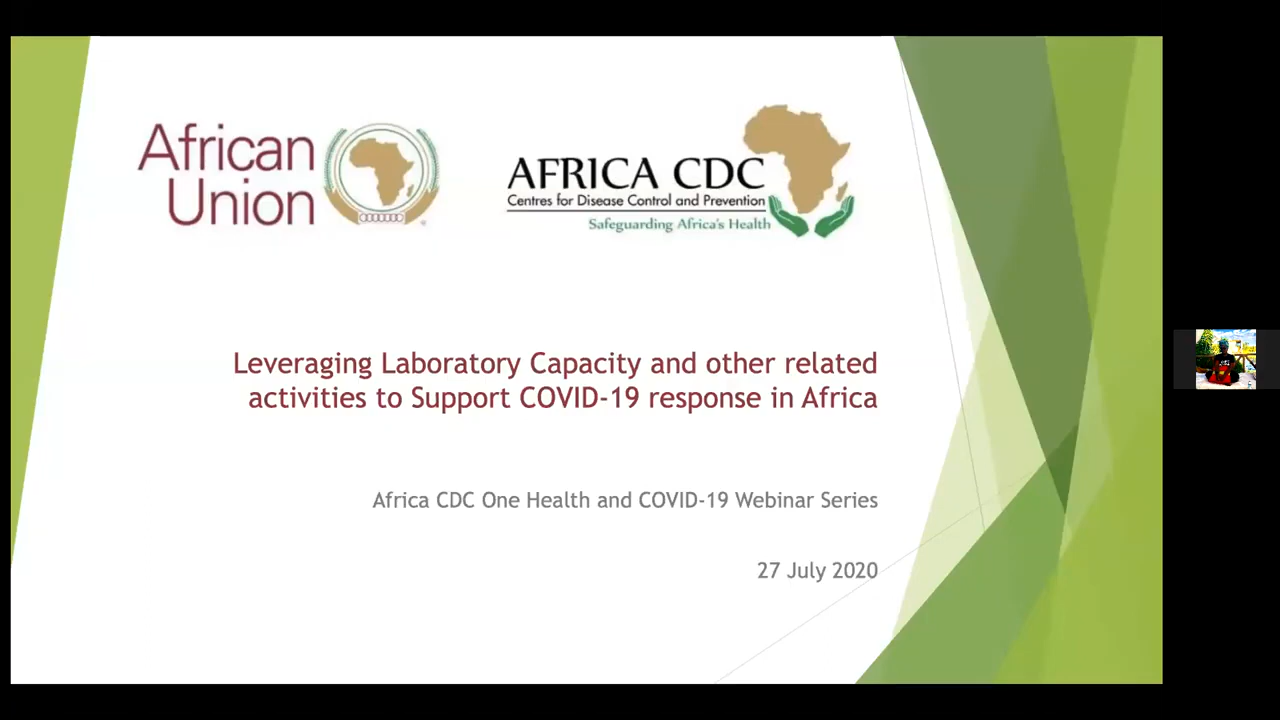 African
Union
AFRICA CDC
Centres for Disease Control and Prevention
Safeguarding Africa's Health
Leveraging Laboratory Capacity and other related
activities to Support COVID-19 response in Africa
Africa CDC One Health and COVID-19 Webinar Series
27 July 2020